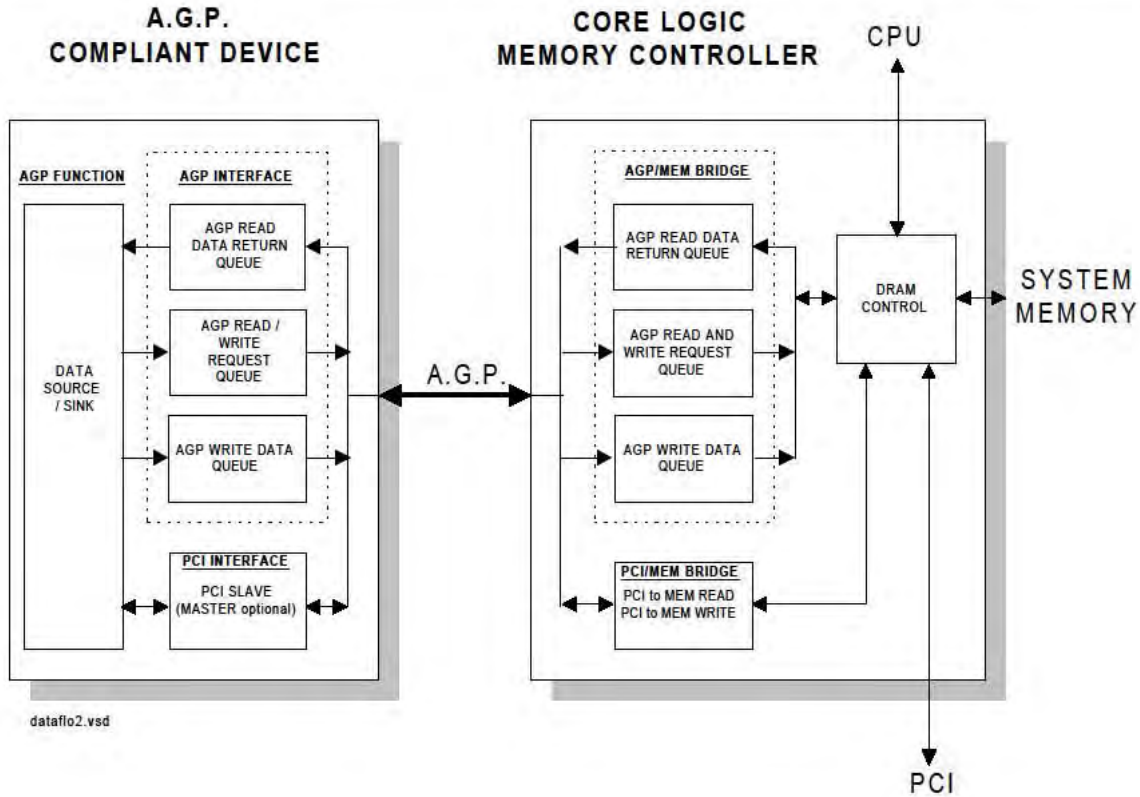 A.G.P.
COMPLIANT DEVICE
CORE LOGIC
MEMORY CONTROLLER
CPU
AGP FUNCTION
AGP INTERFACE
AGP READ
DATA RETURN
QUEUE
AGP READ /
WRITE
REQUEST
QUEUE
DATA
SOURCE
/ SINK
AGP WRITE DATA
QUEUE
PCI INTERFACE
PCI SLAVE
(MASTER optional)
A.G.P.
AGP/MEM BRIDGE
AGP READ DATA
RETURN QUEUE
AGP READ AND
WRITE REQUEST
QUEUE
AGP WRITE DATA
QUEUE
PCI/MEM BRIDGE
PCI to MEM READ
PCI to MEM WRITE
DRAM
CONTROL
SYSTEM
MEMORY
dataflo2.vsd
PCI